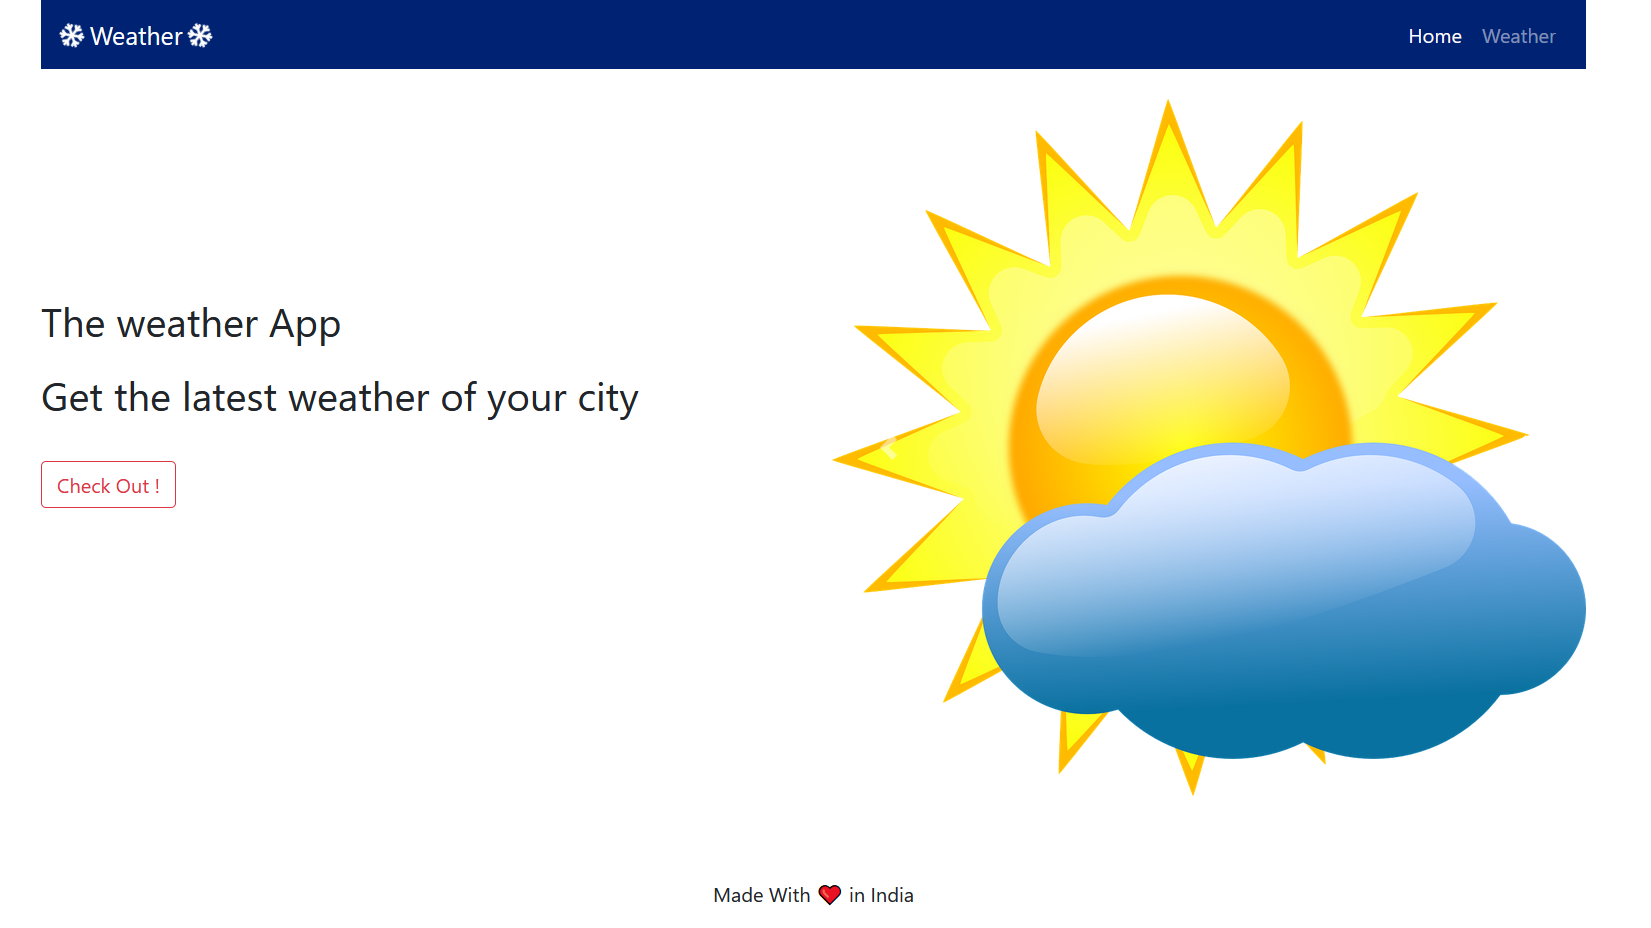 Weather
Home Weather
The weather App
Get the latest weather of your city
Check Out !
Made With ❤ in India